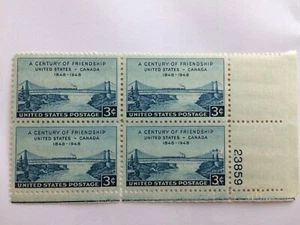 A CENTURY OF FRIENDSHIP
UNITED STATES - CANADA
1848-1948
3¢
UNITED STATES POSTAGE
A CENTURY OF FRIENDSHIP
UNITED STATES - CANADA
1848-1948
3¢
UNITED STATES POSTAGE
A CENTURY OF FRIENDSHIP
UNITED STATES - CANADA
1848-1948
3¢
UNITED STATES POSTAGE
A CENTURY OF FRIENDSHIP
UNITED STATES - CANADA
1848-1948
3¢
UNITED STATES POSTAGE
23859